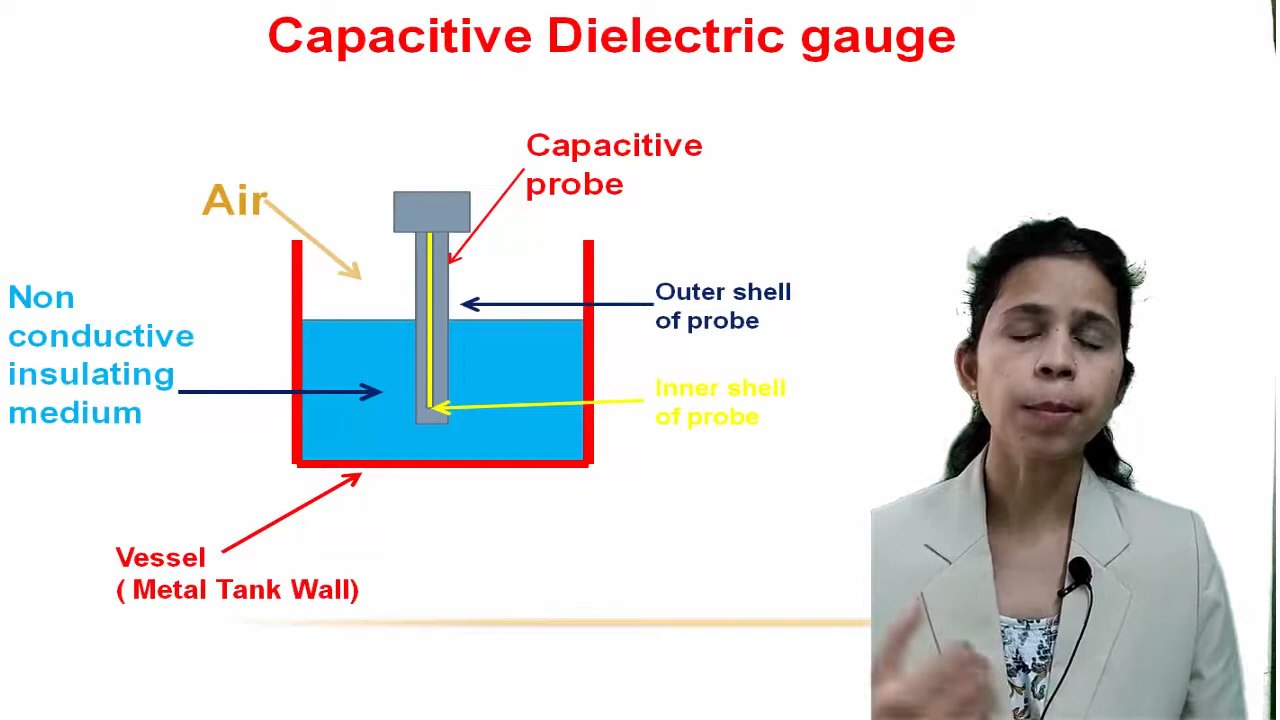 Capacitive Dielectric gauge
Capacitive
probe
Air
Non
conductive
insulating
medium
Outer shell
of probe
Inner shell
of probe
Vessel
( Metal Tank Wall)